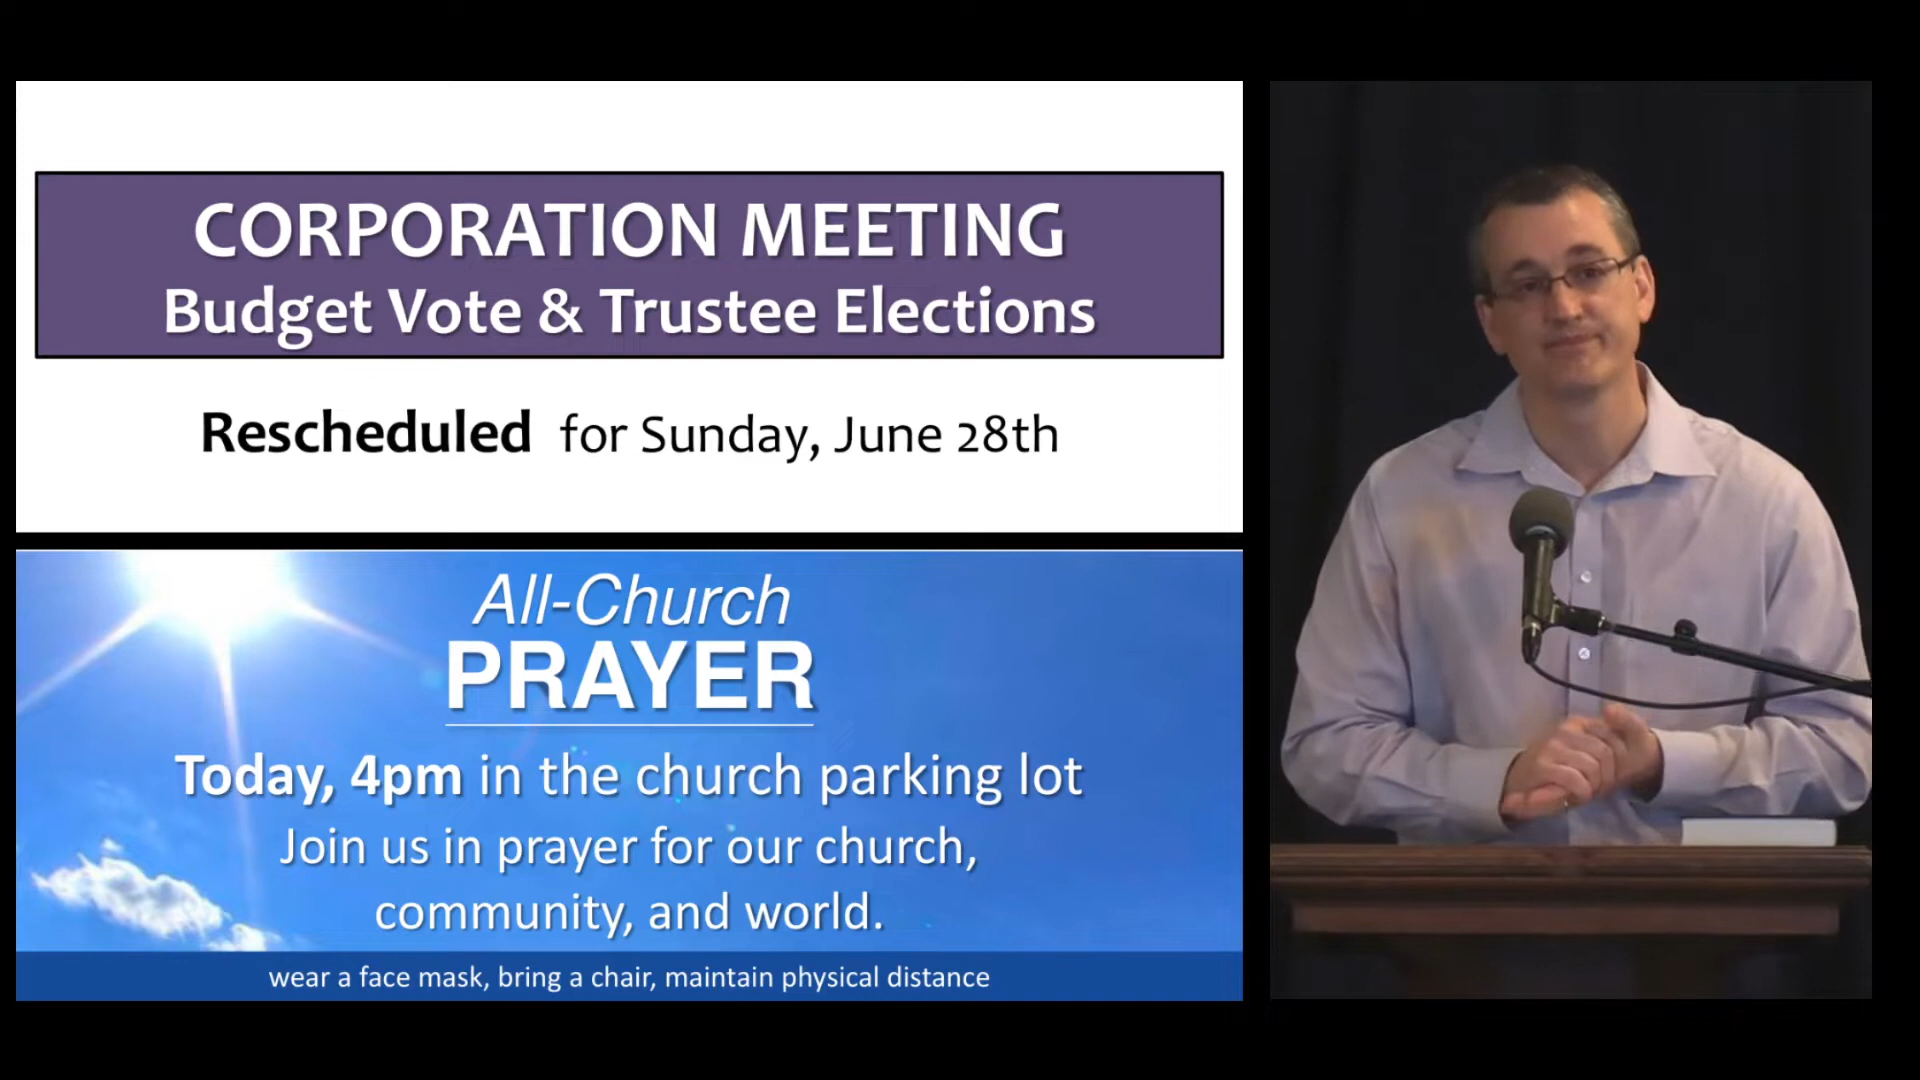 CORPORATION MEETING
Budget Vote & Trustee Elections
Rescheduled for Sunday, June 28th
All-Church
PRAYER
Today, 4pm in the church parking lot
Join us in prayer for our church,
community, and world.
wear a face mask, bring a chair, maintain physical distance